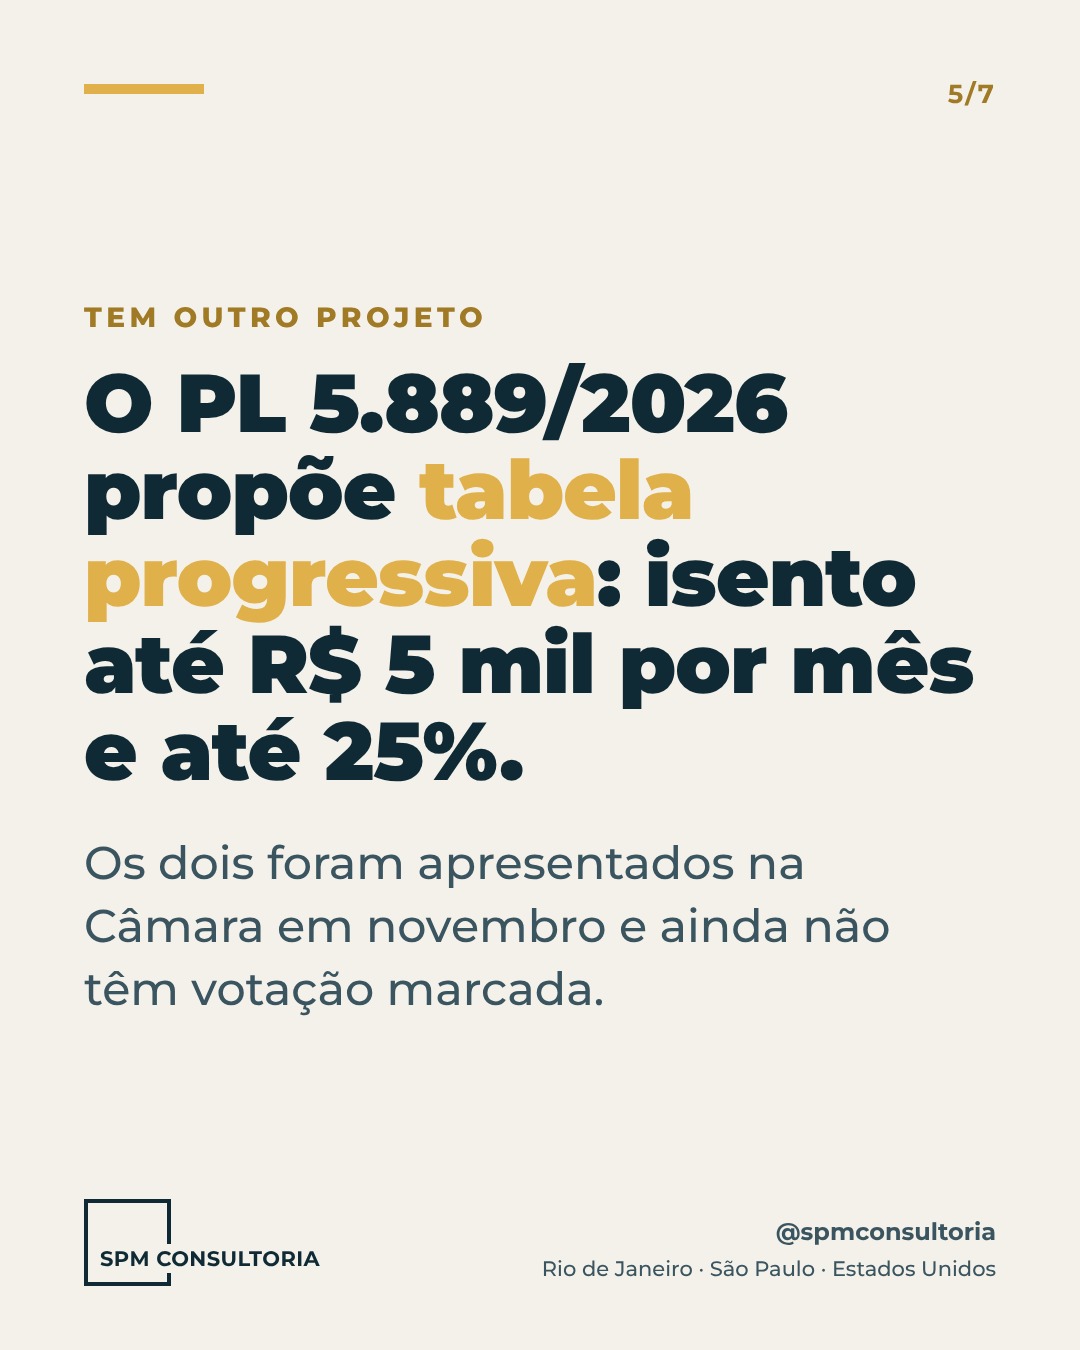 5/7
TEM OUTRO PROJETO
O PL 5.889/2026
propõe tabela
progressiva: isento
até R$ 5 mil por mês
e até 25%.
Os dois foram apresentados na
Câmara em novembro e ainda não
têm votação marcada.
SPM CONSULTORIA
@spmconsultoria
Rio de Janeiro · São Paulo · Estados Unidos